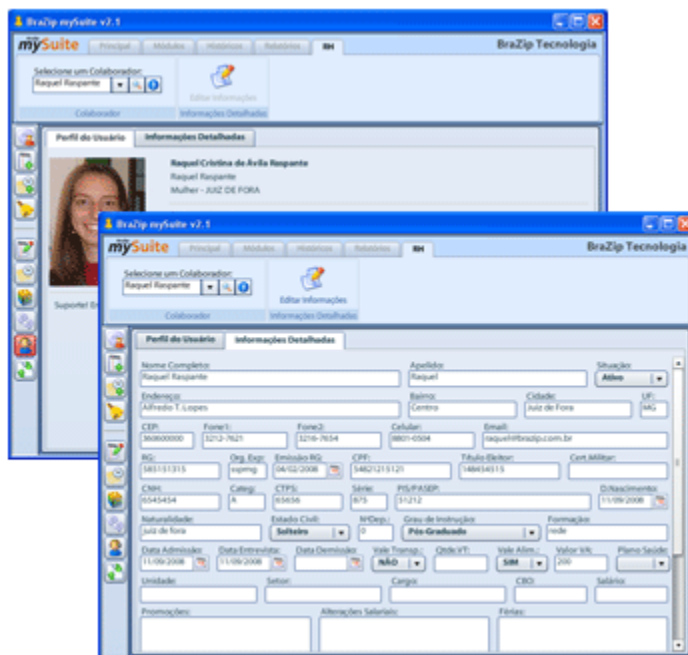 BraZip mySuite v2.1
mySuite Principal Módulos Históricos Relatórios RH BraZip Tecnologia
Selecione um Colaborador:
Raquel Raspante
Editar Informações
Colaborador Informações Detalhadas
Perfil do Usuário Informações Detalhadas
Raquel Cristina de Avila Raspante
Raquel Raspante
Mulher - JUIZ DE FORA
Suporte!
BraZip mySuite v2.1
mySuite Principal Módulos Históricos Relatórios RH BraZip Tecnologia
Selecione um Colaborador:
Raquel Raspante
Editar Informações
Colaborador Informações Detalhadas
Perfil do Usuário Informações Detalhadas
Nome Completo: Apelido: Situação:
Raquel Raspante Raquel Ativo
Endereço: Bairro: Cidade: UF:
Alfredo T. Lopes Centro Juiz de Fora MG
CEP: Fone1: Fone2: Celular: Email:
360600000 3212-7621 3216-7654 8801-0504 raquel@brazip.com.br
RG: Org. Exp: Emissão RG: CPF: Título Eleitor: Cert.Militar:
585151315 sspmg 04/02/2008 54821215121 148454515
CNH: Categ: CTPS: Série: PIS/PASEP: D.Nascimento:
6545454 A 65656 875 51212 11/09/2008
Naturalidade: Estado Civil: NºDep.: Grau de Instrução: Formação:
juiz de fora Solteiro 0 Pós-Graduado rede
Data Admissão: Data Entrevista: Data Demissão: Vale Transp.: Qtde.VT: Vale Alim.: Valor VA: Plano Saúde:
11/09/2008 11/09/2008 NÃO SIM 200
Unidade: Setor: Cargo: CBO: Salário:
Promoções: Alterações Salariais: Férias: